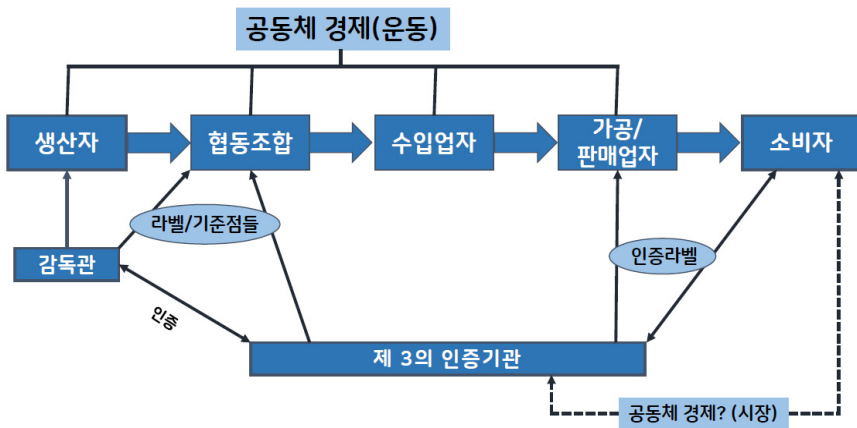 공동체 경제(운동)
생산자
협동조합
수입업자
가공/
판매업자
소비자
라벨/기준점들
인증라벨
감독관
인증
제 3의 인증기관
공동체 경제? (시장)